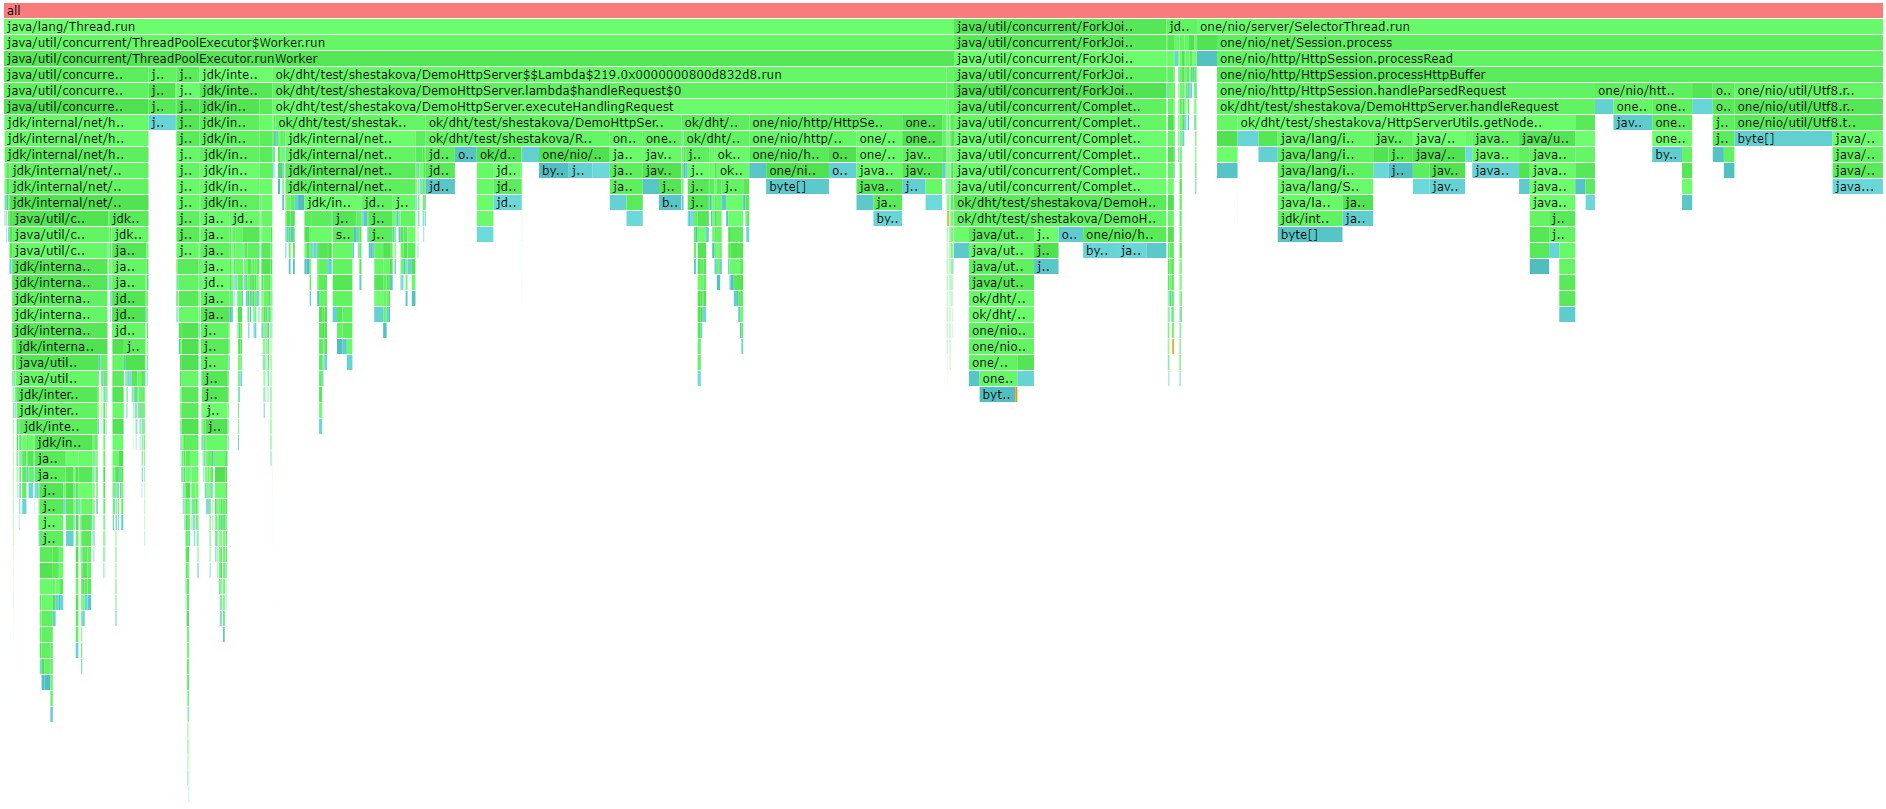 all
java/lang/Thread.run java/util/concurrent/ForkJoi.. jd.. one/nio/server/SelectorThread.run
java/util/concurrent/ThreadPoolExecutor$Worker.run java/util/concurrent/ForkJoi.. one/nio/net/Session.process
java/util/concurrent/ThreadPoolExecutor.runWorker java/util/concurrent/ForkJoi.. one/nio/http/HttpSession.processRead
java/util/concurre.. j.. j.. jdk/inte.. ok/dht/test/shestakova/DemoHttpServer$$Lambda$219.0x0000000800d832d8.run java/util/concurrent/ForkJoi.. one/nio/http/HttpSession.processHttpBuffer
java/util/concurre.. j.. j.. jdk/inte.. ok/dht/test/shestakova/DemoHttpServer.lambda$handleRequest$0 java/util/concurrent/ForkJoi.. one/nio/http/HttpSession.handleParsedRequest one/nio/htt.. o.. one/nio/util/Utf8.r..
java/util/concurre.. j.. j.. jdk/in.. ok/dht/test/shestakova/DemoHttpServer.executeHandlingRequest java/util/concurrent/Complet.. ok/dht/test/shestakova/DemoHttpServer.handleRequest one.. one.. o.. one/nio/util/Utf8.r..
jdk/internal/net/h.. j.. j.. jdk/in.. ok/dht/test/shestak.. ok/dht/test/shestakova/DemoHttpSer.. ok/dht/.. one/nio/http/HttpSe.. one.. java/util/concurrent/Complet.. ok/dht/test/shestakova/HttpServerUtils.getNode.. jav.. one.. j.. one/nio/util/Utf8.t..
jdk/internal/net/h.. j.. jdk/in.. jdk/internal/net.. ok/dht/test/shestakova/R.. on.. one.. ok/dht/.. one/nio/http/.. one/.. one.. java/util/concurrent/Complet.. java/lang/i.. jav.. java/.. java.. java/u.. one.. j.. byte[] java/..
jdk/internal/net/h.. j.. jdk/in.. jdk/internal/net.. jd.. o.. ok/d.. one/nio/.. ja.. jav.. j.. ok.. one/nio/h.. o.. one/.. jav.. java/util/concurrent/Complet.. java/lang/i.. j.. java/.. java.. java.. by.. java/..
jdk/internal/net/.. j.. jdk/in.. jdk/internal/net.. jd.. jd.. by.. j.. ja.. jav.. j.. ok.. one/ni.. o.. java.. jav.. java/util/concurrent/Complet.. java/lang/i.. j.. jav.. java.. java.. java/..
jdk/internal/net/.. j.. jdk/in.. jdk/internal/net.. jd.. jd.. ja.. j.. j.. j.. byte[] java.. j.. java/util/concurrent/Complet.. java/lang/S.. jav.. java.. java...
jdk/internal/net/.. j.. jdk/in.. jdk/in.. jd.. j.. jd.. b.. j.. ja.. ok/dht/test/shestakova/DemoH.. java/la.. ja.. java..
java/util/c.. jdk.. j.. ja.. jd.. j.. j.. by.. ok/dht/test/shestakova/DemoH.. jdk/int.. ja.. j..
java/util/c.. jdk.. j.. ja.. s.. j.. java/ut.. j.. o.. one/nio/h.. byte[] j..
java/util/c.. ja.. j.. ja.. java/ut.. j.. by.. ja..
jdk/interna.. ja.. ja.. java/ut.. j..
jdk/interna.. ja.. jd.. java/ut..
jdk/interna.. jd.. ja.. ok/dht/..
jdk/interna.. jd.. ja.. ok/dht/..
jdk/interna.. jd.. j.. one/nio..
jdk/interna.. j.. j.. one/nio..
java/util.. j.. one/..
java/util.. j.. one..
jdk/inter.. j.. byt..
jdk/inter.. j..
jdk/inte.. j..
jdk/in..
ja..
ja..
j..
j..
j..
j..